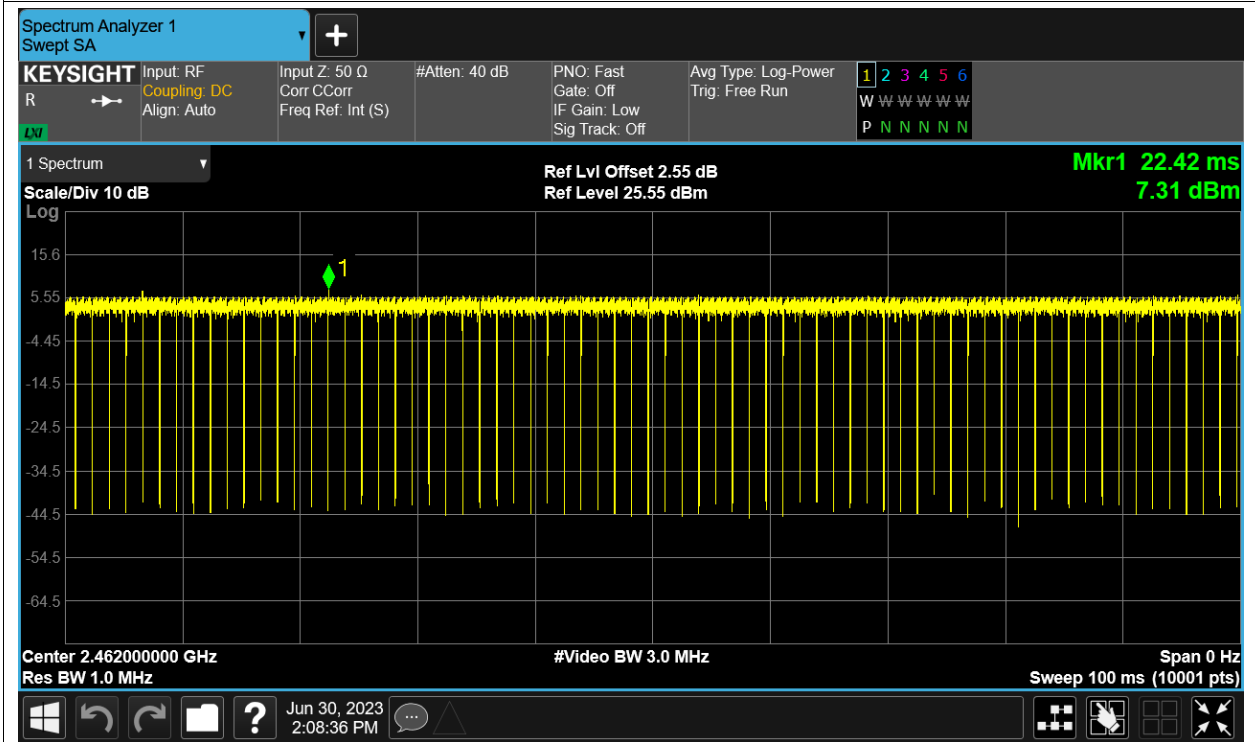 Spectrum Analyzer 1
Swept SA
KEYSIGHT
R
LXI
Input: RF
Coupling: DC
Align: Auto
Input Z: 50 Ω
Corr CCorr
Freq Ref: Int (S)
#Atten: 40 dB
PNO: Fast
Gate: Off
IF Gain: Low
Sig Track: Off
Avg Type: Log-Power
Trig: Free Run
1 2 3 4 5 6
W W W W W W
P N N N N N
1 Spectrum
Scale/Div 10 dB
Log
Ref Lvl Offset 2.55 dB
Ref Level 25.55 dBm
Mkr1 22.42 ms
7.31 dBm
15.6
1
5.55
-4.45
-14.5
-24.5
-34.5
-44.5
-54.5
-64.5
Center 2.462000000 GHz
#Video BW 3.0 MHz
Span 0 Hz
Res BW 1.0 MHz
Sweep 100 ms (10001 pts)
?
Jun 30, 2023
2:08:36 PM